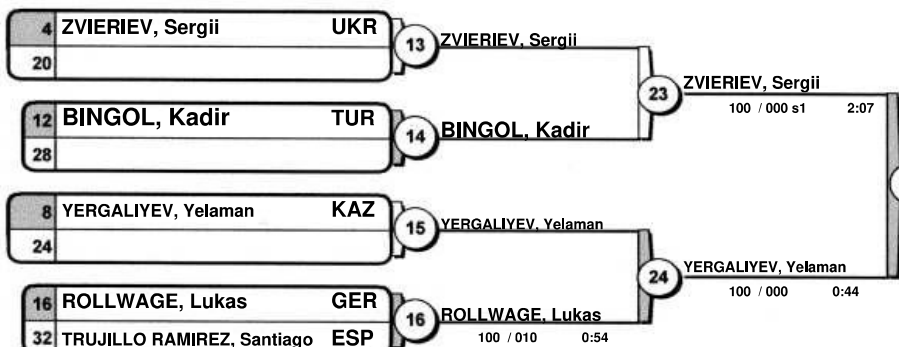 4 ZVIERIEV, Sergii UKR
20
13 ZVIERIEV, Sergii
12 BINGOL, Kadir TUR
28
14 BINGOL, Kadir
23 ZVIERIEV, Sergii
100 / 000 s1 2:07
8 YERGALIYEV, Yelaman KAZ
24
15 YERGALIYEV, Yelaman
16 ROLLWAGE, Lukas GER
32 TRUJILLO RAMIREZ, Santiago ESP
16 ROLLWAGE, Lukas
100 / 010 0:54
24 YERGALIYEV, Yelaman
100 / 000 0:44